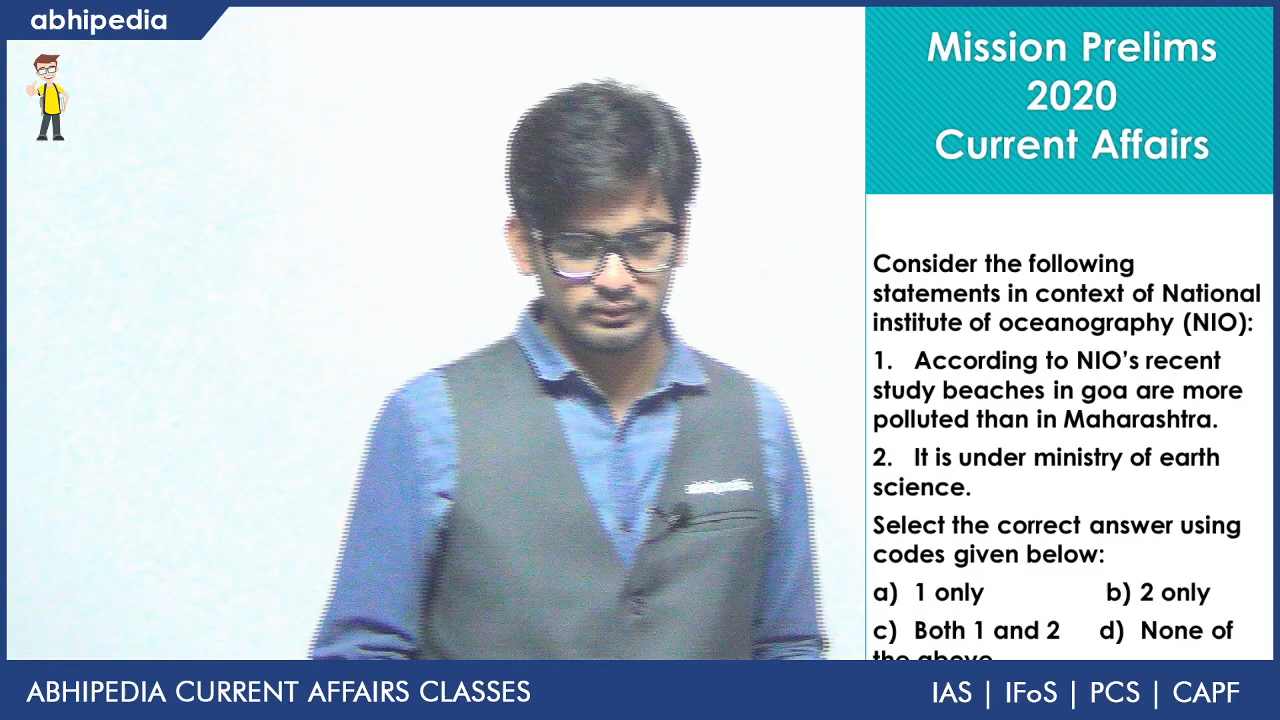 abhipedia
Mission Prelims
2020
Current Affairs
Consider the following
statements in context of National
institute of oceanography (NIO):
1. According to NIO’s recent
study beaches in goa are more
polluted than in Maharashtra.
2. It is under ministry of earth
science.
Select the correct answer using
codes given below:
a) 1 only b) 2 only
c) Both 1 and 2 d) None of
the above
abhipedia
ABHIPEDIA CURRENT AFFAIRS CLASSES
IAS | IFoS | PCS | CAPF